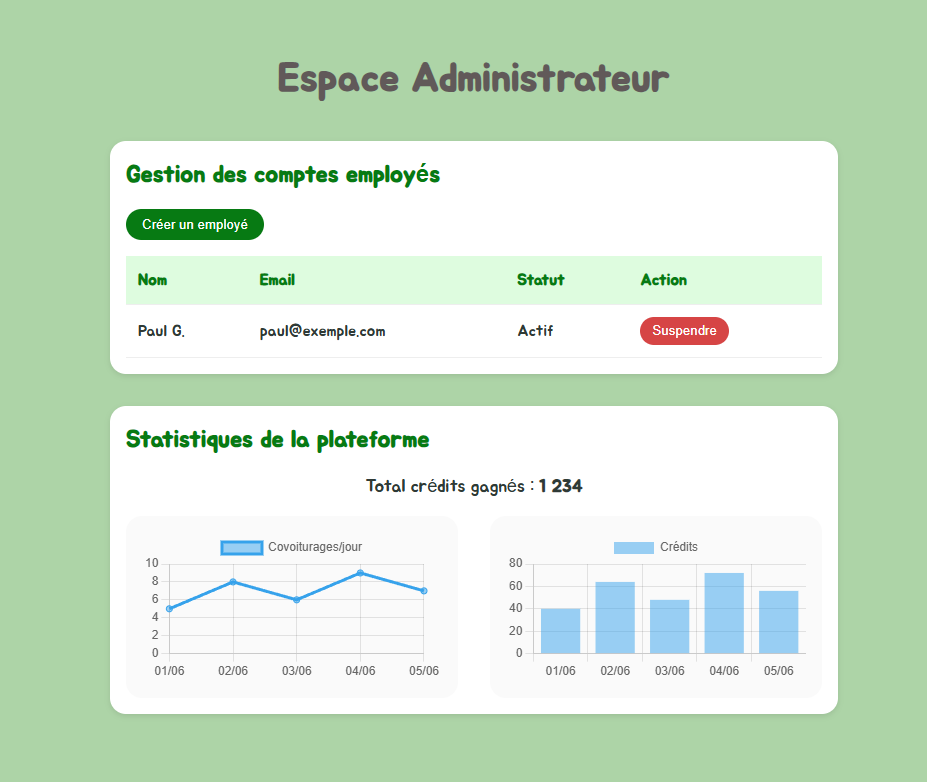 Espace Administrateur
Gestion des comptes employés
Créer un employé
Nom Email Statut Action
Paul G. paul@exemple.com Actif Suspendre
Statistiques de la plateforme
Total crédits gagnés : 1 234
Covoiturages/jour
10
8
6
4
2
0
01/06 02/06 03/06 04/06 05/06
Crédits
80
60
40
20
0
01/06 02/06 03/06 04/06 05/06